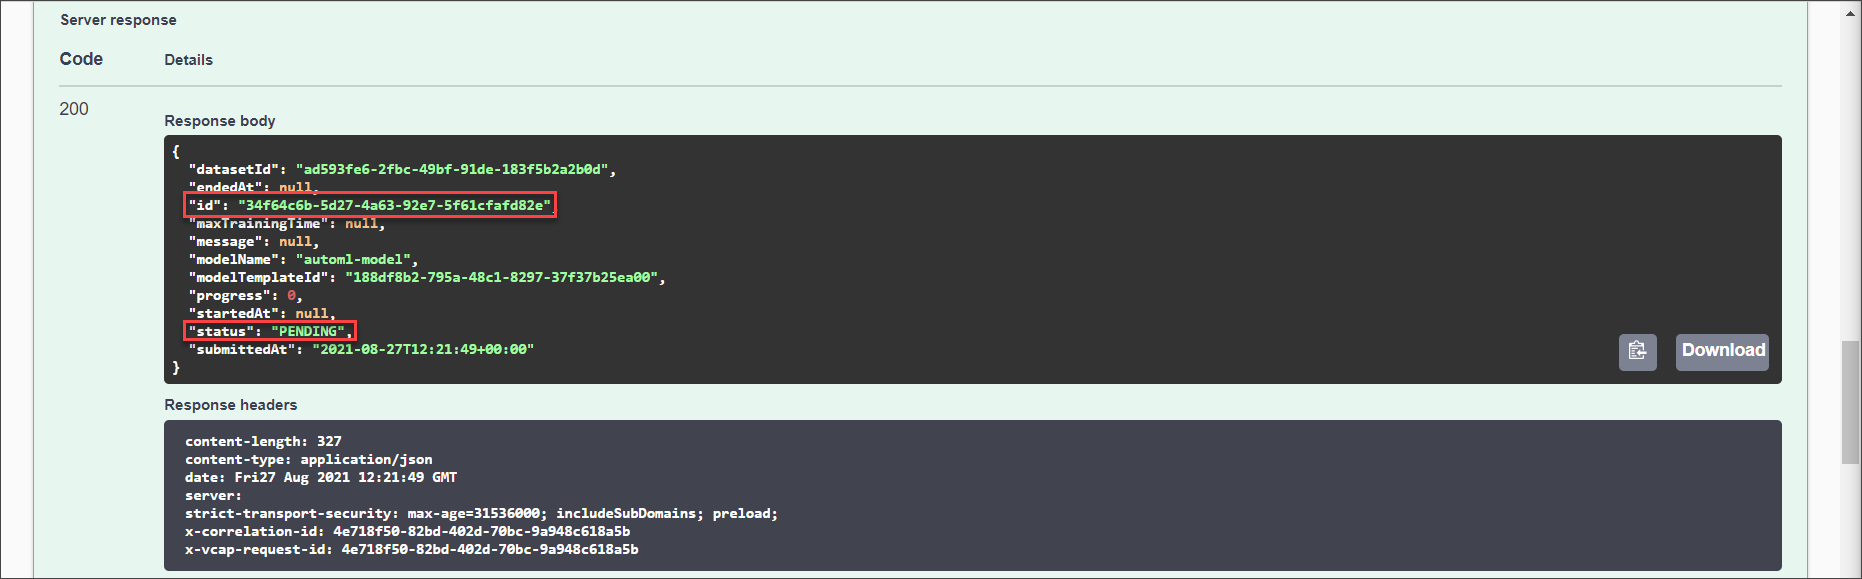 Server response
Code Details
200
Response body
{
"datasetId": "ad593fe6-2fbc-49bf-91de-183f5b2a2b0d",
"endedAt": null,
"id": "34f64c6b-5d27-4a63-92e7-5f61cfafd82e",
"maxTrainingTime": null,
"message": null,
"modelName": "automl-model",
"modelTemplateId": "188df8b2-795a-48c1-8297-37f37b25ea00",
"progress": 0,
"startedAt": null,
"status": "PENDING",
"submittedAt": "2021-08-27T12:21:49+00:00"
}
Download
Response headers
content-length: 327
content-type: application/json
date: Fri27 Aug 2021 12:21:49 GMT
server:
strict-transport-security: max-age=31536000; includeSubDomains; preload;
x-correlation-id: 4e718f50-82bd-402d-70bc-9a948c618a5b
x-vcap-request-id: 4e718f50-82bd-402d-70bc-9a948c618a5b